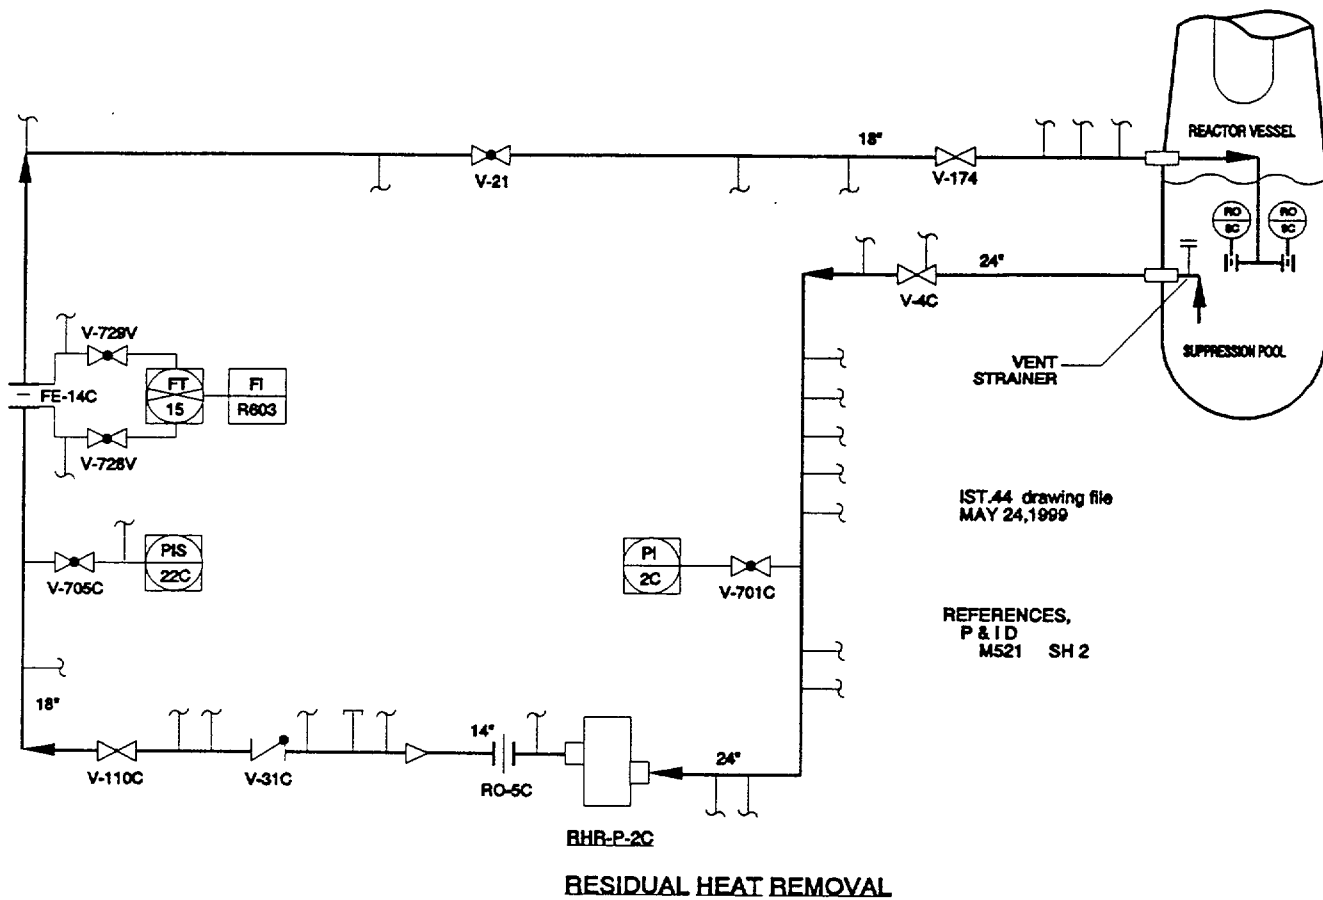 REACTOR VESSEL
18"
V-21
V-174
RO
SC
RO
SC
24"
V-4C
VENT
STRAINER
SUPPRESSION POOL
V-729V
FE-14C
FT
15
FI
R603
V-728V
IST.44 drawing file
MAY 24,1999
PIS
22C
V-705C
PI
2C
V-701C
REFERENCES,
P & I D
M521 SH 2
18"
V-110C
V-31C
14"
RO-5C
24"
RHR-P-2C
RESIDUAL HEAT REMOVAL